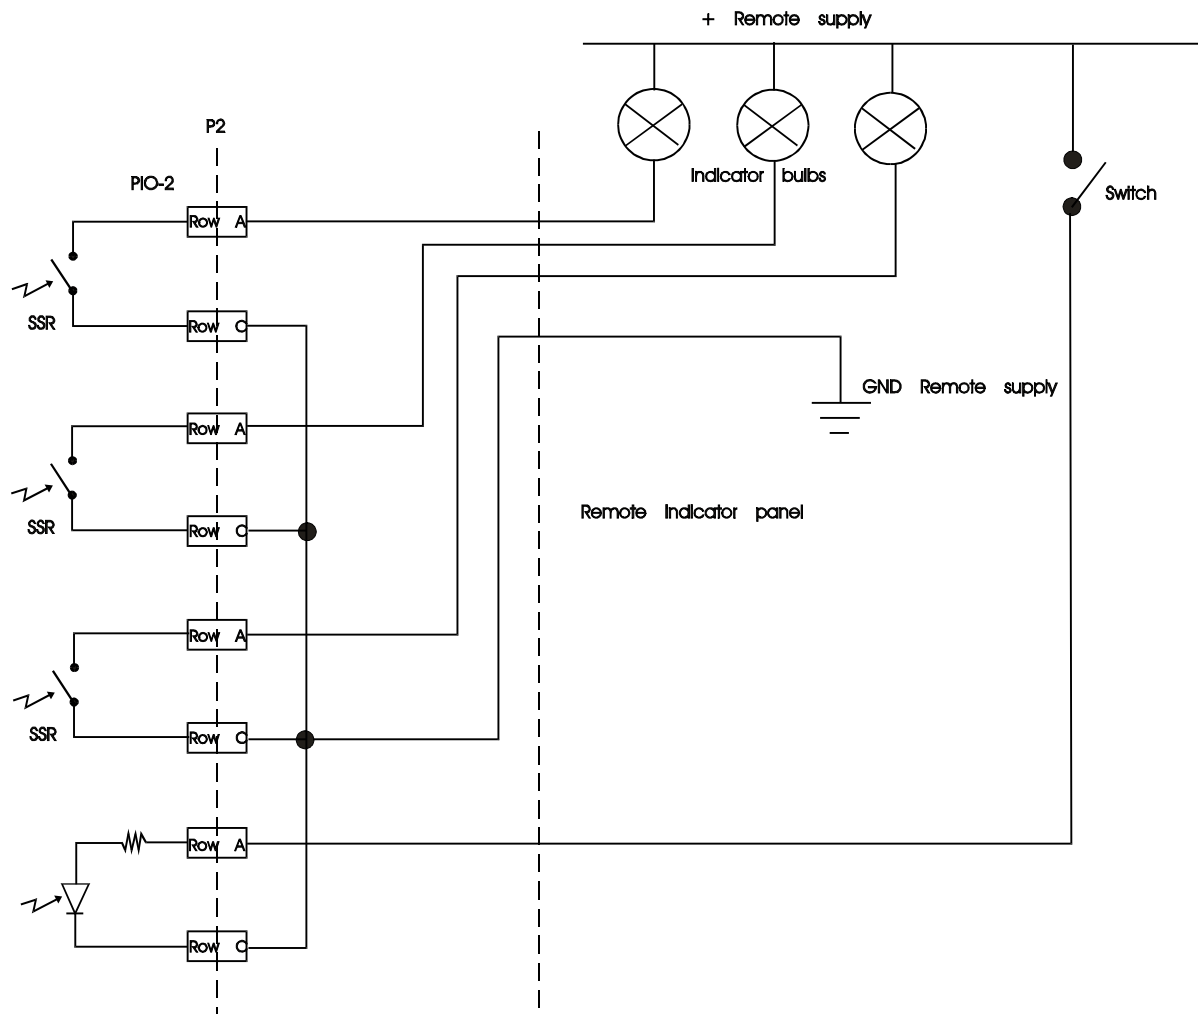 + Remote supply
P2
PIO-2
Indicator bulbs
Switch
Row A
SSR
Row C
GND Remote supply
Row A
Remote Indicator panel
SSR
Row C
Row A
SSR
Row C
Row A
Row C